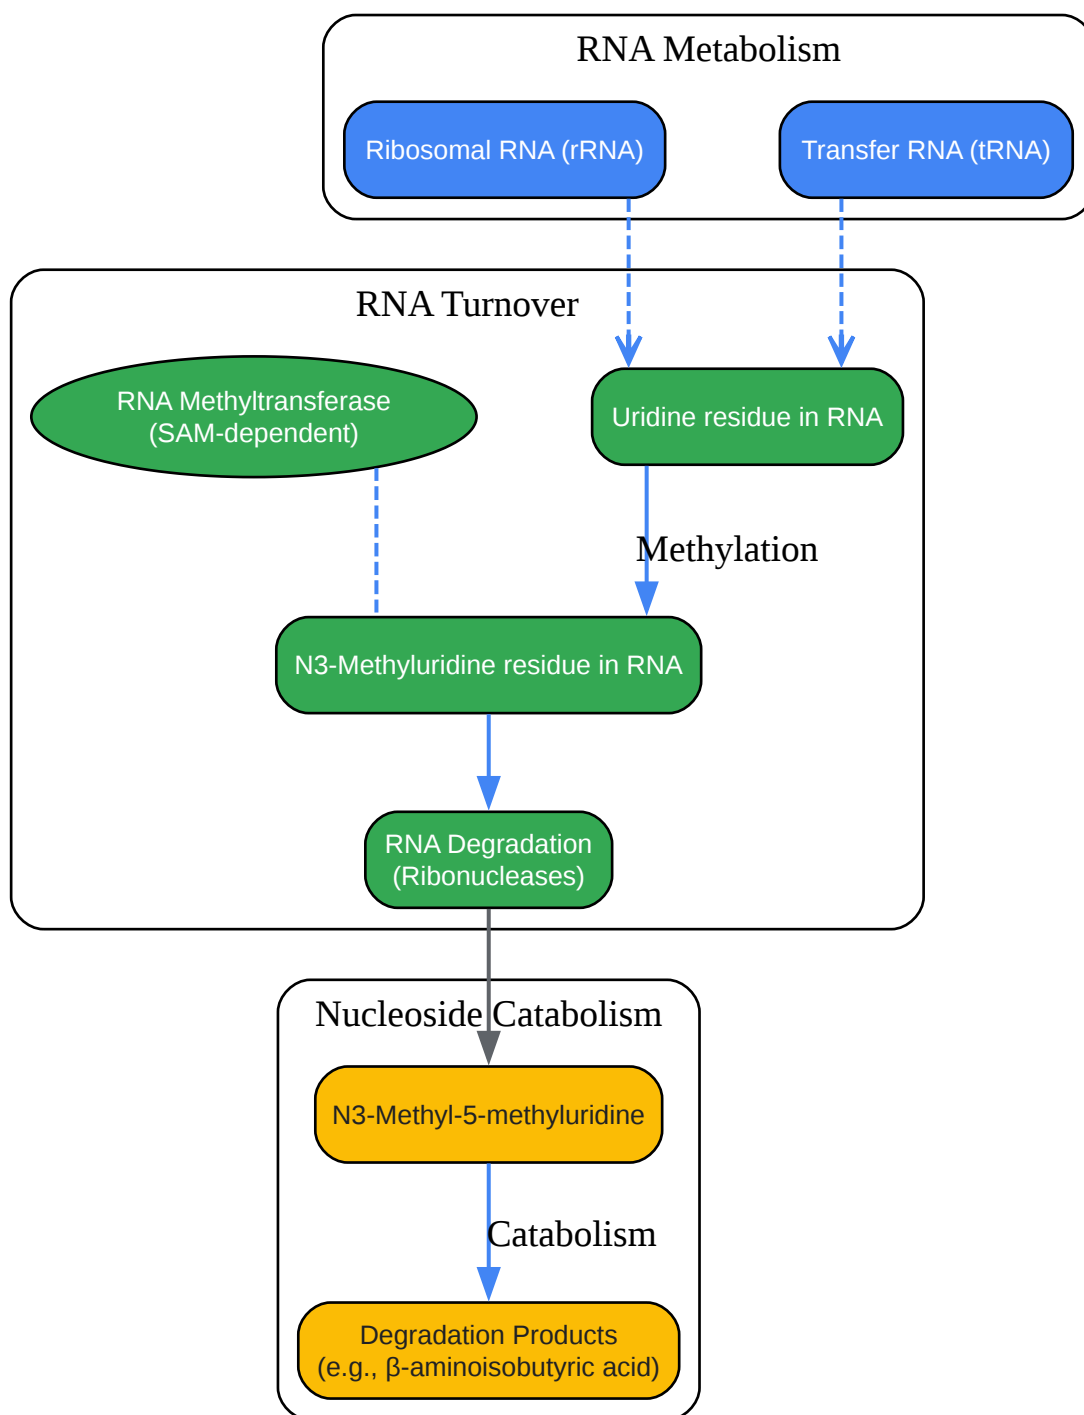 RNA Metabolism
Ribosomal RNA (rRNA)
Transfer RNA (tRNA)
RNA Turnover
RNA Methyltransferase
(SAM-dependent)
Uridine residue in RNA
Methylation
N3-Methyluridine residue in RNA
RNA Degradation
(Ribonucleases)
Nucleoside Catabolism
N3-Methyl-5-methyluridine
Catabolism
Degradation Products
(e.g., β-aminoisobutyric acid)